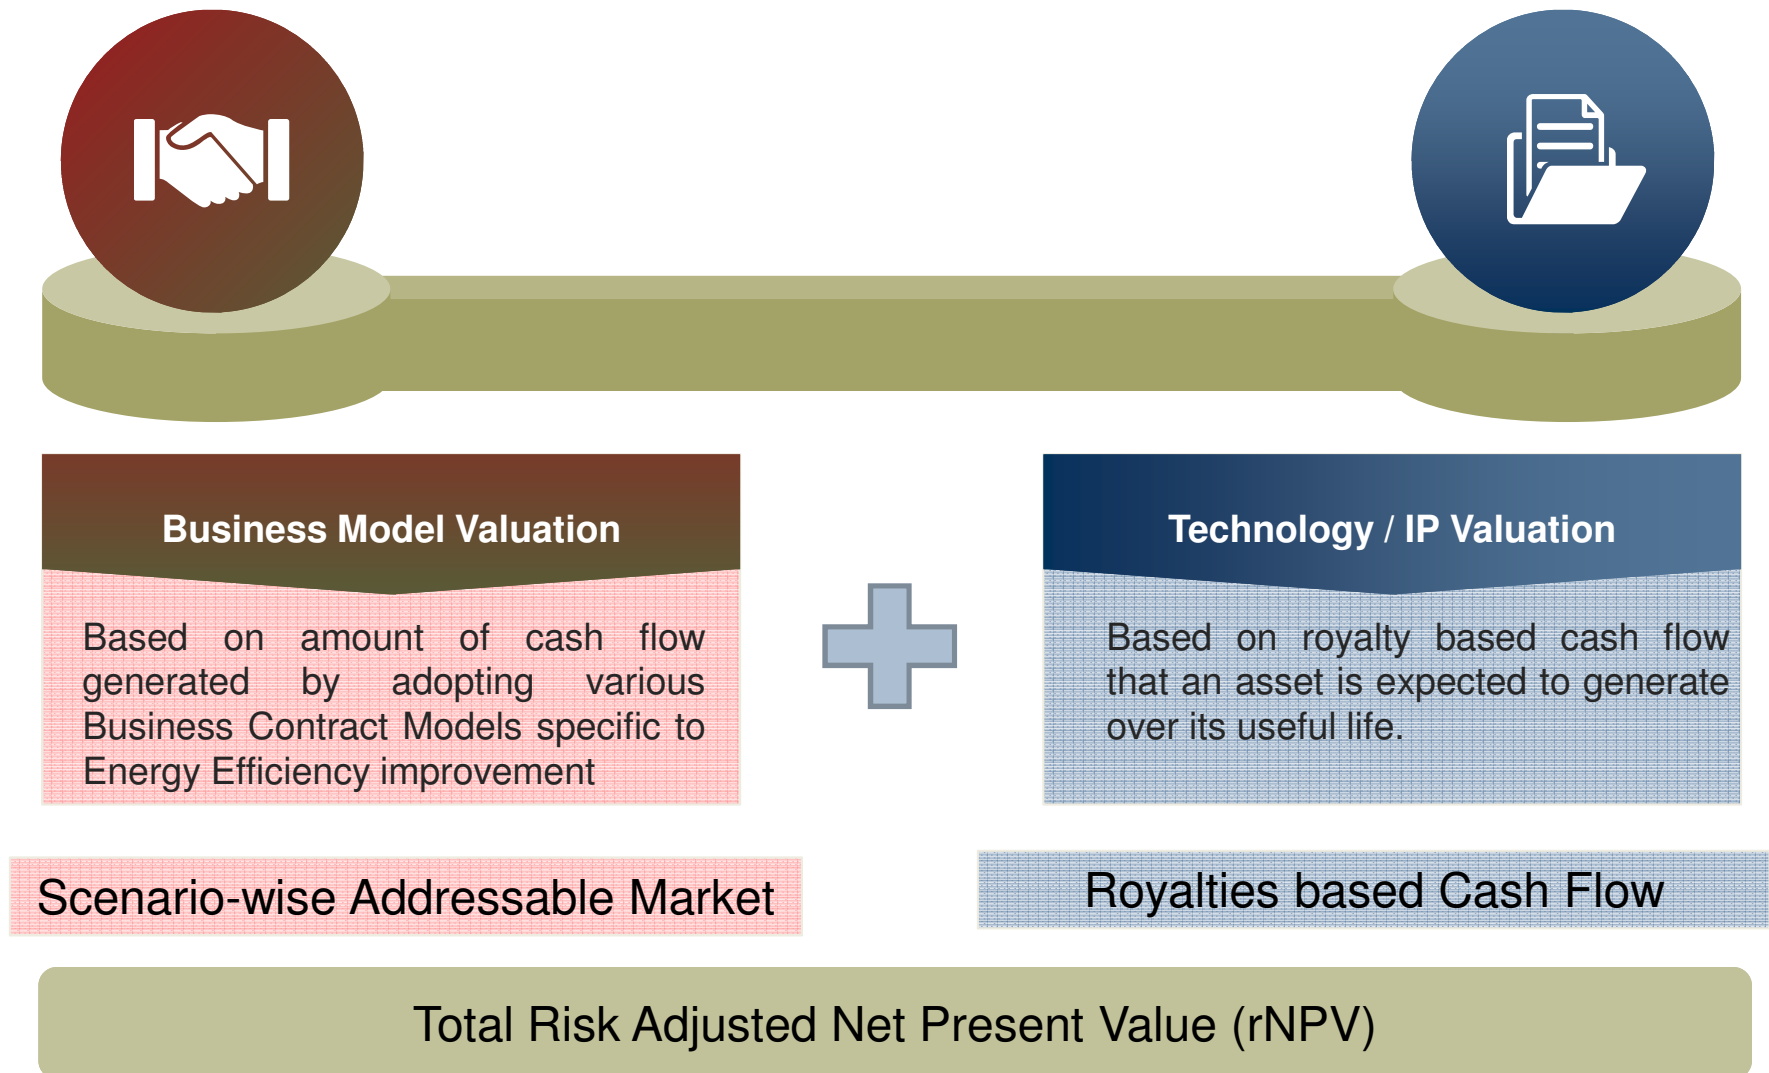 Business Model Valuation
Based on amount of cash flow
generated by adopting various
Business Contract Models specific to
Energy Efficiency improvement
Technology / IP Valuation
Based on royalty based cash flow
that an asset is expected to generate
over its useful life.
Scenario-wise Addressable Market
Royalties based Cash Flow
Total Risk Adjusted Net Present Value (rNPV)